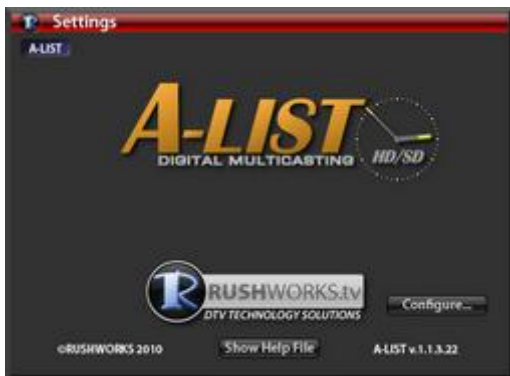 Settings
A-LIST
A-LIST
DIGITAL MULTICASTING HD/SD
R RUSHWORKS.tv
DTV TECHNOLOGY SOLUTIONS
Configure...
©RUSHWORKS 2010 Show Help File A-LIST v.1.1.3.22